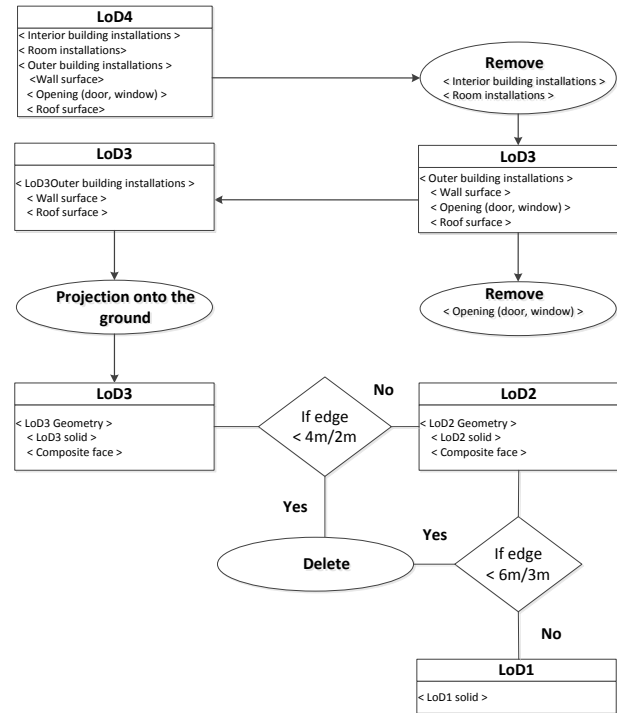 LoD4
< Interior building installations >
< Room installations>
< Outer building installations >
<Wall surface>
< Opening (door, window) >
< Roof surface>
Remove
< Interior building installations >
< Room installations >
LoD3
< LoD3Outer building installations >
< Wall surface >
< Roof surface >
LoD3
< Outer building installations >
< Wall surface >
< Opening (door, window) >
< Roof surface >
Projection onto the
ground
Remove
< Opening (door, window) >
LoD3
< LoD3 Geometry >
< LoD3 solid >
< Composite face >
If edge
< 4m/2m
No
Yes
LoD2
< LoD2 Geometry >
< LoD2 solid >
< Composite face >
Delete
Yes
If edge
< 6m/3m
No
LoD1
< LoD1 solid >